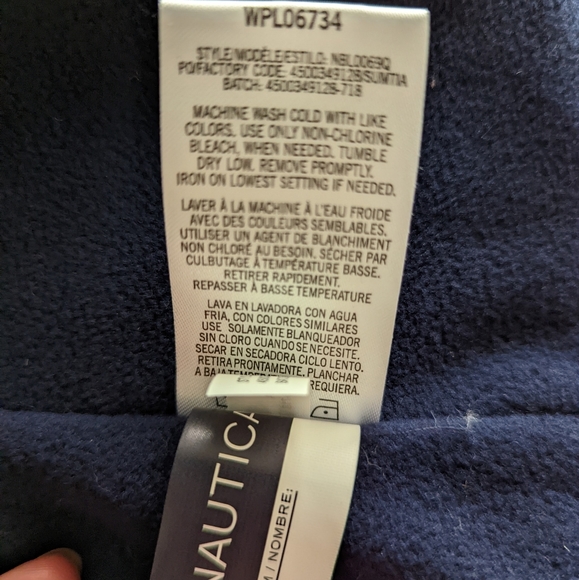 WPL06734
STYLE/MODÈLE/ESTILO: NBL0069Q
PO/FACTORY CODE: 4500349128/SUMTIA
BATCH: 4500349128-718
MACHINE WASH COLD WITH LIKE
COLORS. USE ONLY NON-CHLORINE
BLEACH, WHEN NEEDED. TUMBLE
DRY LOW. REMOVE PROMPTLY.
IRON ON LOWEST SETTING IF NEEDED.
LAVER À LA MACHINE À L'EAU FROIDE
AVEC DES COULEURS SEMBLABLES.
UTILISER UN AGENT DE BLANCHIMENT
NON CHLORÉ AU BESOIN. SÉCHER PAR
CULBUTAGE À TEMPÉRATURE BASSE.
RETIRER RAPIDEMENT.
REPASSER À BASSE TEMPERATURE
LAVA EN LAVADORA CON AGUA
FRIA, CON COLORES SIMILARES
USE SOLAMENTE BLANQUEADOR
SIN CLORO CUANDO SE NECESITE.
SECAR EN SECADORA CICLO LENTO.
RETIRA PRONTAMENTE. PLANCHAR
A BAJA REQUIERA.
NAUTICA
M / NOMBRE: